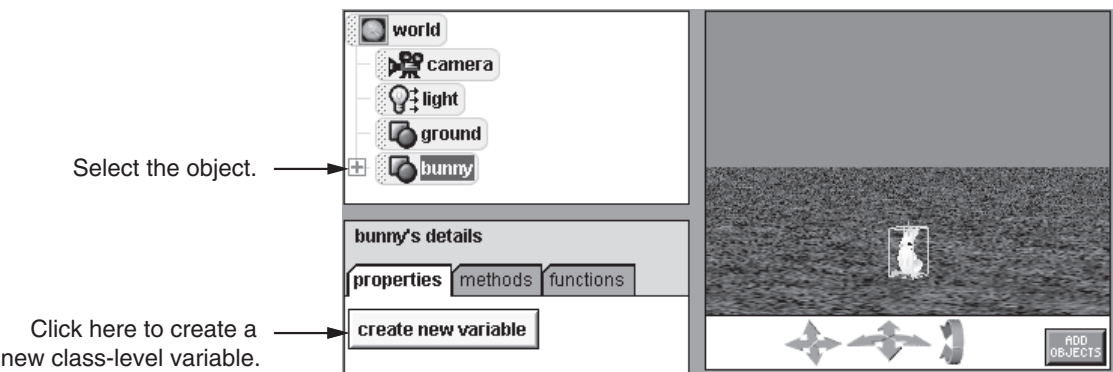 world
camera
light
ground
Select the object.
bunny
bunny's details
properties methods functions
Click here to create a
new class-level variable.
create new variable
ADD
OBJECTS